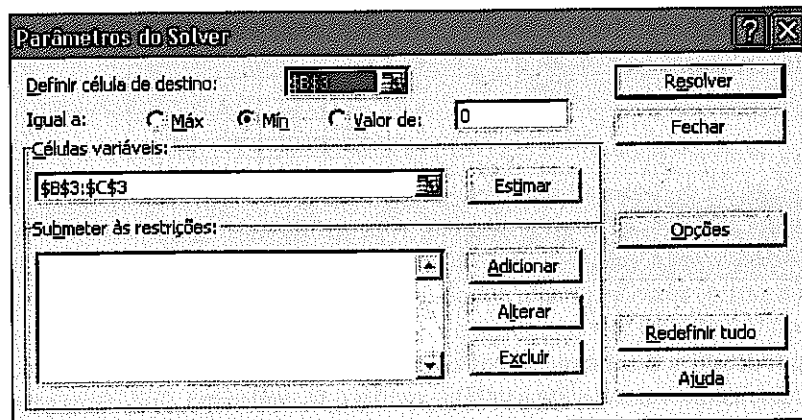 Parâmetros do Solver ? X
Definir célula de destino: $B$3 Resolver
Igual a: Máx Mín Valor de: 0 Fechar
Células variáveis:
$B$3:$C$3 Estimar
Submeter às restrições: Opções
Adicionar
Alterar
Redefinir tudo
Excluir
Ajuda